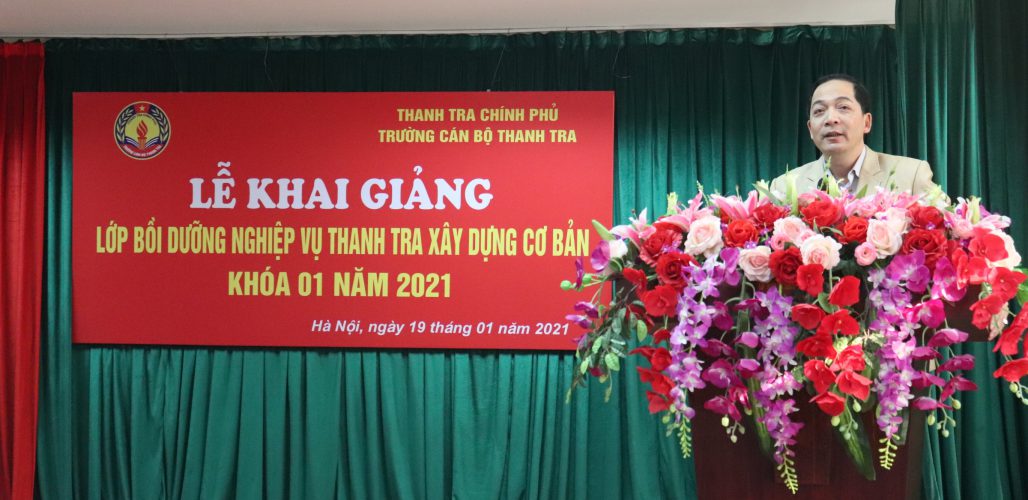 THANH TRA CHÍNH PHỦ
TRƯỜNG CÁN BỘ THANH TRA
LỄ KHAI GIẢNG
LỚP BỒI DƯỠNG NGHIỆP VỤ THANH TRA XÂY DỰNG CƠ BẢN
KHÓA 01 NĂM 2021
Hà Nội, ngày 19 tháng 01 năm 2021